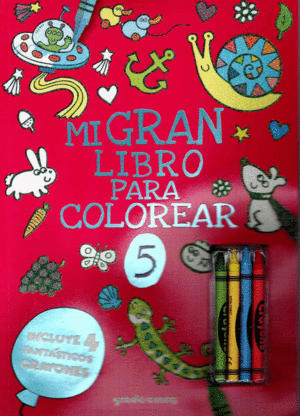 MI GRAN
LIBRO
PARA
COLOREAR
5
INCLUYE 4
FANTÁSTICOS
CRAYONES